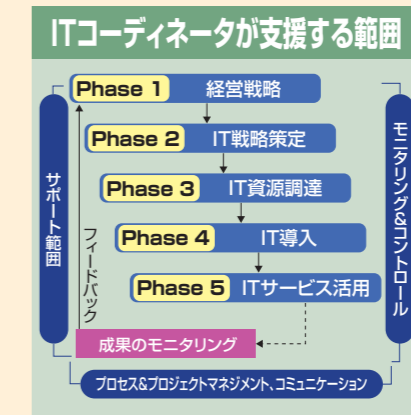 ITコーディネータが支援する範囲
Phase 1 経営戦略
Phase 2 IT戦略策定
Phase 3 IT資源調達
Phase 4 IT導入
Phase 5 ITサービス活用
サポート範囲
フィードバック
モニタリング&コントロール
成果のモニタリング
プロセス&プロジェクトマネジメント、コミュニケーション